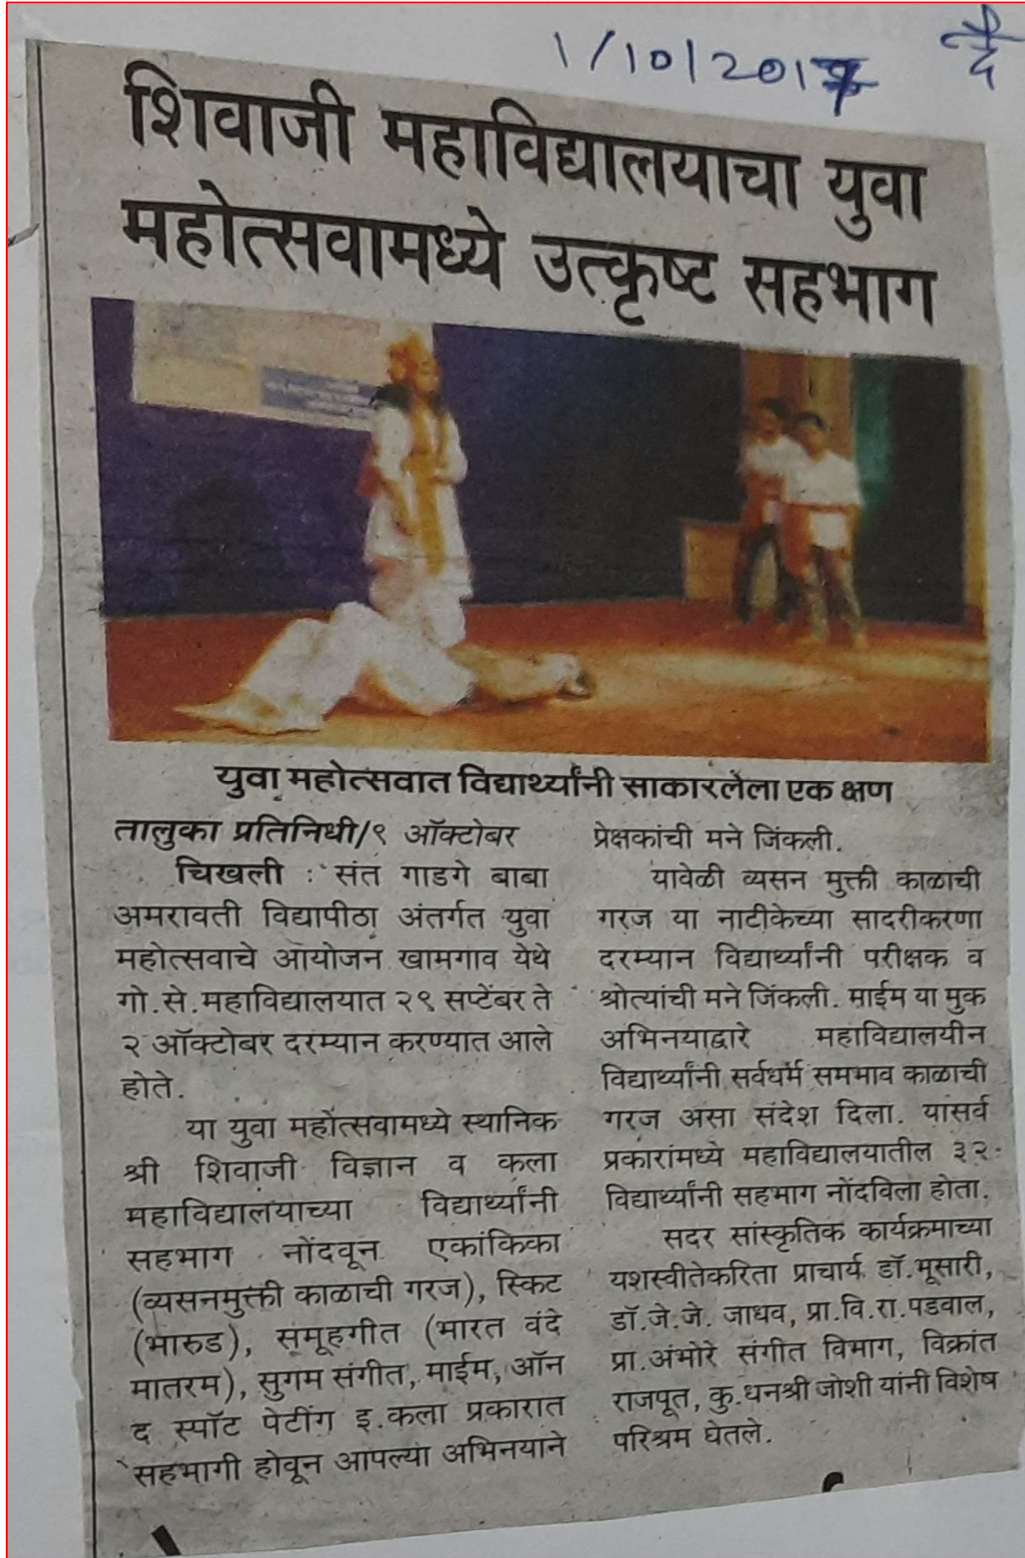 1/10/2017 दै
शिवाजी महाविद्यालयाचा युवा
महोत्सवामध्ये उत्कृष्ट सहभाग
युवा महोत्सवात विद्यार्थ्यांनी साकारलेला एक क्षण
तालुका प्रतिनिधी/९ ऑक्टोबर
चिखली : संत गाडगे बाबा
अमरावती विद्यापीठा अंतर्गत युवा
महोत्सवाचे आयोजन खामगाव येथे
गो.से.महाविद्यालयात २९ सप्टेंबर ते
२ ऑक्टोबर दरम्यान करण्यात आले
होते.
या युवा महोत्सवामध्ये स्थानिक
श्री शिवाजी विज्ञान व कला
महाविद्यालयाच्या विद्यार्थ्यांनी
सहभाग नोंदवून एकांकिका
(व्यसनमुक्ती काळाची गरज), स्किट
(भारुड), समूहगीत (भारत वंदे
मातरम), सुगम संगीत, माईम, ऑन
द स्पॉट पेटींग इ.कला प्रकारात
सहभागी होवून आपल्या अभिनयाने
प्रेक्षकांची मने जिंकली.
यावेळी व्यसन मुक्ती काळाची
गरज या नाटीकेच्या सादरीकरणा
दरम्यान विद्यार्थ्यांनी परीक्षक व
श्रोत्यांची मने जिंकली. माईम या मुक
अभिनयाद्वारे महाविद्यालयीन
विद्यार्थ्यांनी सर्वधर्म समभाव काळाची
गरज असा संदेश दिला. यासर्व
प्रकारांमध्ये महाविद्यालयातील ३२
विद्यार्थ्यांनी सहभाग नोंदविला होता.
सदर सांस्कृतिक कार्यक्रमाच्या
यशस्वीतेकरिता प्राचार्य डॉ.मूसारी,
डॉ.जे.जे. जाधव, प्रा.वि.रा.पडवाल,
प्रा.अंभोरे संगीत विभाग, विक्रांत
राजपूत, कु.धनश्री जोशी यांनी विशेष
परिश्रम घेतले.